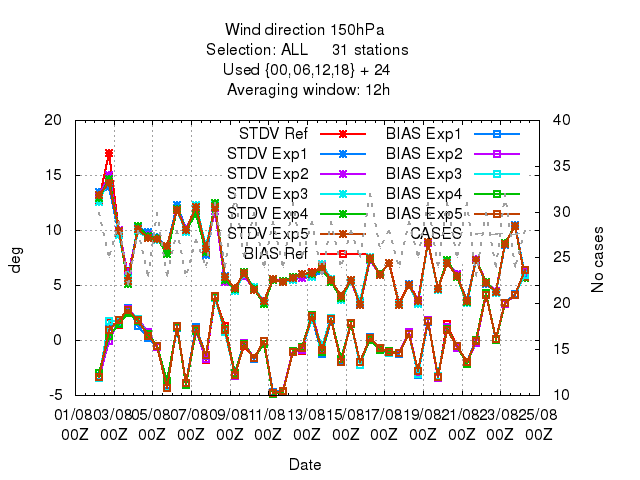 Wind direction 150hPa
Selection: ALL 31 stations
Used {00,06,12,18} + 24
Averaging window: 12h
20
15
10
5
0
-5
deg
40
35
30
25
20
15
10
No cases
STDV Ref
STDV Exp1
STDV Exp2
STDV Exp3
STDV Exp4
STDV Exp5
BIAS Ref
BIAS Exp1
BIAS Exp2
BIAS Exp3
BIAS Exp4
BIAS Exp5
CASES
01/08 03/08 05/08 07/08 09/08 11/08 13/08 15/08 17/08 19/08 21/08 23/08 25/08
00Z 00Z 00Z 00Z 00Z 00Z 00Z 00Z 00Z 00Z 00Z 00Z 00Z
Date